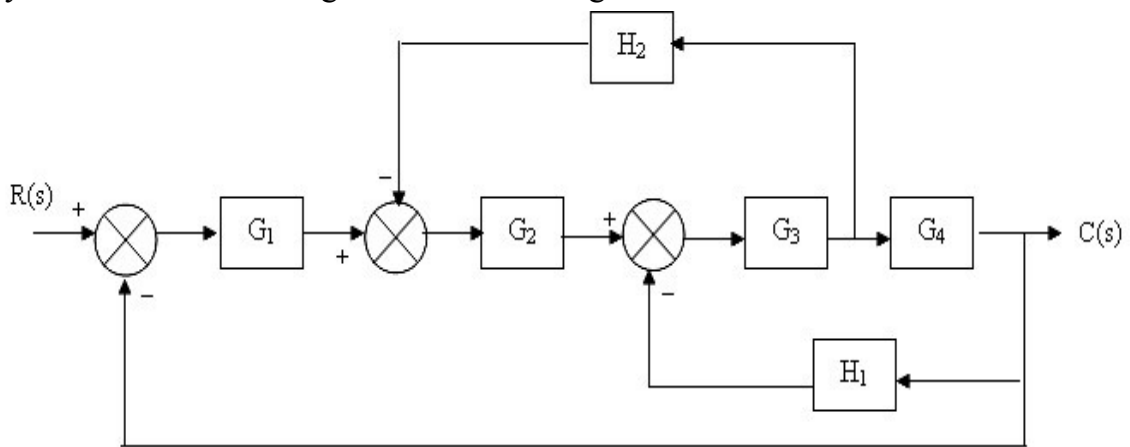 H₂
R(s)
+
−
G₁
+
−
G₂
+
−
G₃
G₄
C(s)
H₁